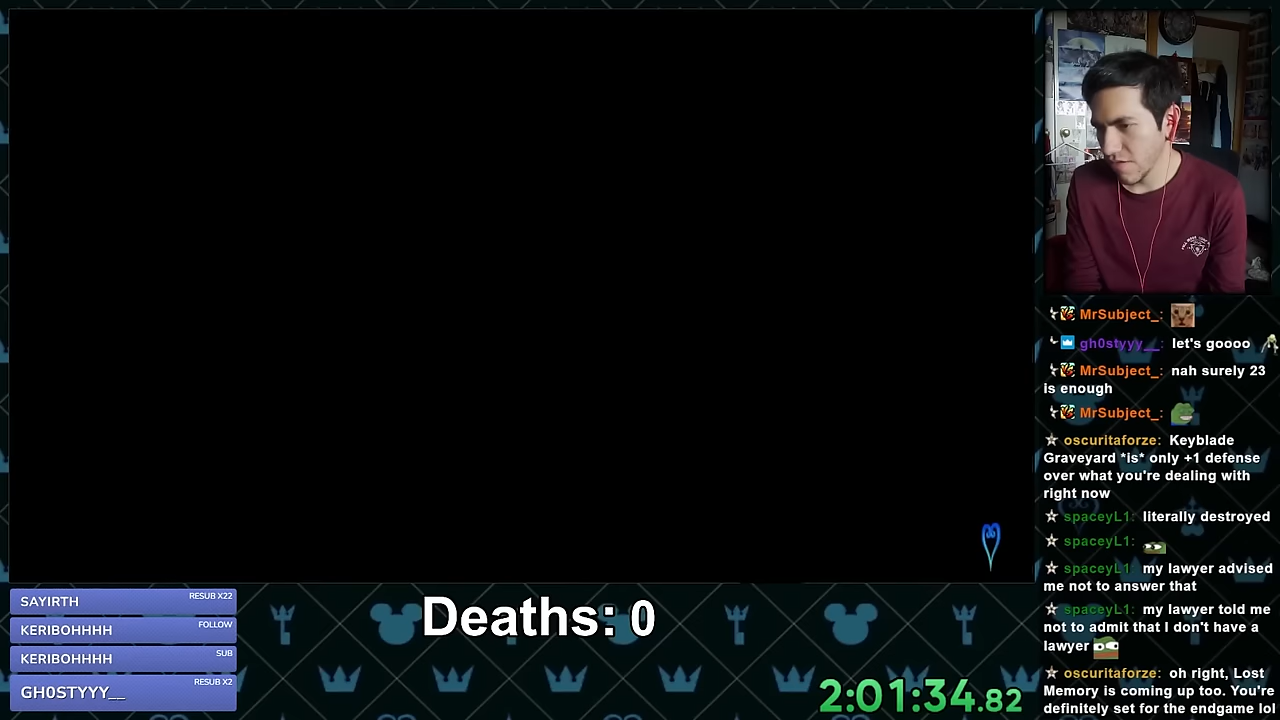 MrSubject_:
gh0styyy__: let's goooo
MrSubject_: nah surely 23
is enough
MrSubject_:
oscuritaforze: Keyblade
Graveyard *is* only +1 defense
over what you're dealing with
right now
spaceyL1: literally destroyed
spaceyL1:
spaceyL1: my lawyer advised
me not to answer that
spaceyL1: my lawyer told me
not to admit that I don't have a
lawyer
oscuritaforze: oh right, Lost
Memory is coming up too. You're
definitely set for the endgame lol
SAYIRTH RESUB X22
KERIBOHHHH FOLLOW
KERIBOHHHH SUB
GH0STYYY__ RESUB X2
Deaths: 0
2:01:34.82